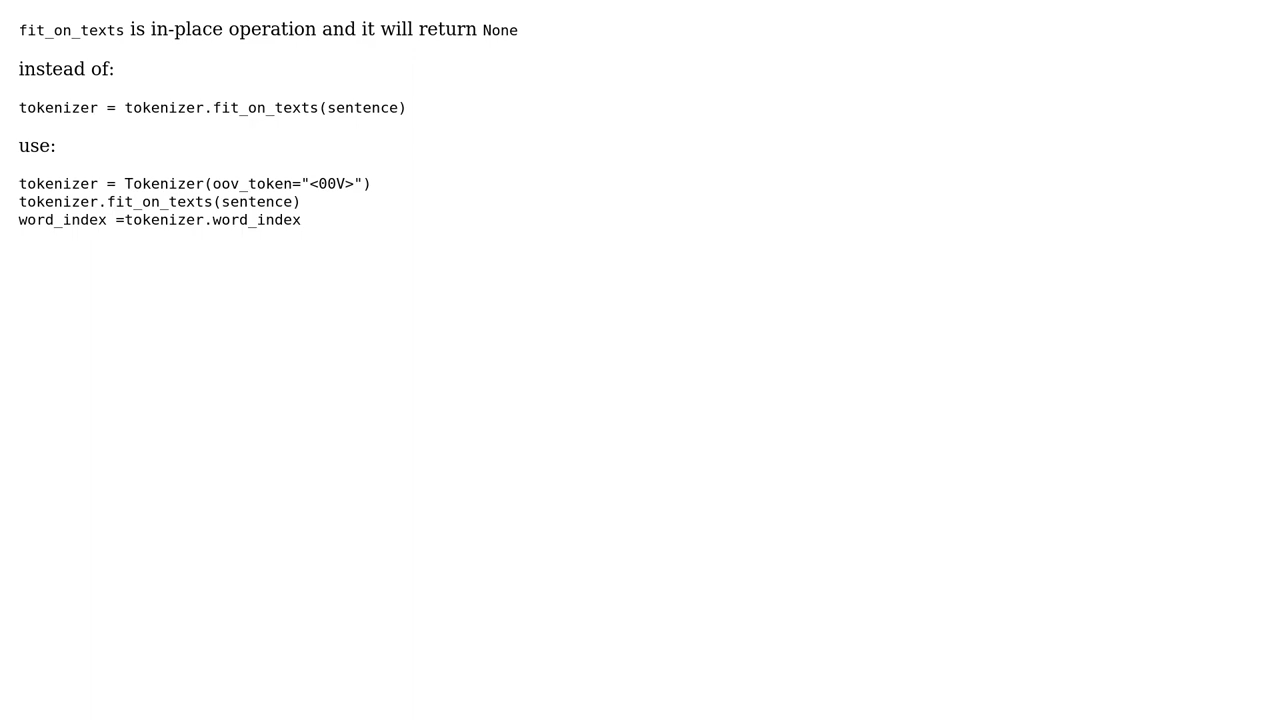 fit_on_texts is in-place operation and it will return None
instead of:
tokenizer = tokenizer.fit_on_texts(sentence)
use:
tokenizer = Tokenizer(oov_token="<00V>")
tokenizer.fit_on_texts(sentence)
word_index =tokenizer.word_index